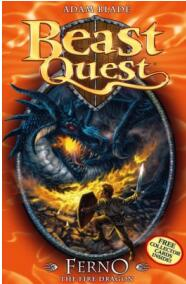 ADAM BLADE
Beast
Quest
FREE
COLLECTOR
CARDS
INSIDE!
FERNO
THE FIRE DRAGON